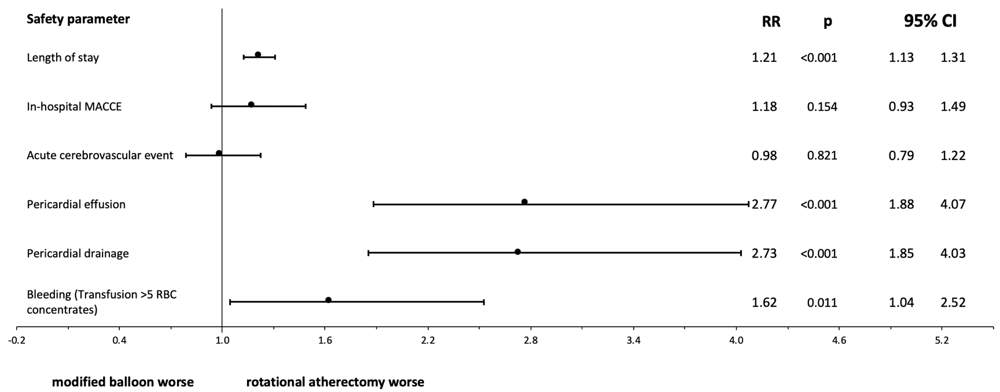 Safety parameter RR p 95% CI
Length of stay 1.21 <0.001 1.13 1.31
In-hospital MACCE 1.18 0.154 0.93 1.49
Acute cerebrovascular event 0.98 0.821 0.79 1.22
Pericardial effusion 2.77 <0.001 1.88 4.07
Pericardial drainage 2.73 <0.001 1.85 4.03
Bleeding (Transfusion >5 RBC
concentrates) 1.62 0.011 1.04 2.52
-0.2 0.4 1.0 1.6 2.2 2.8 3.4 4.0 4.6 5.2
modified balloon worse rotational atherectomy worse